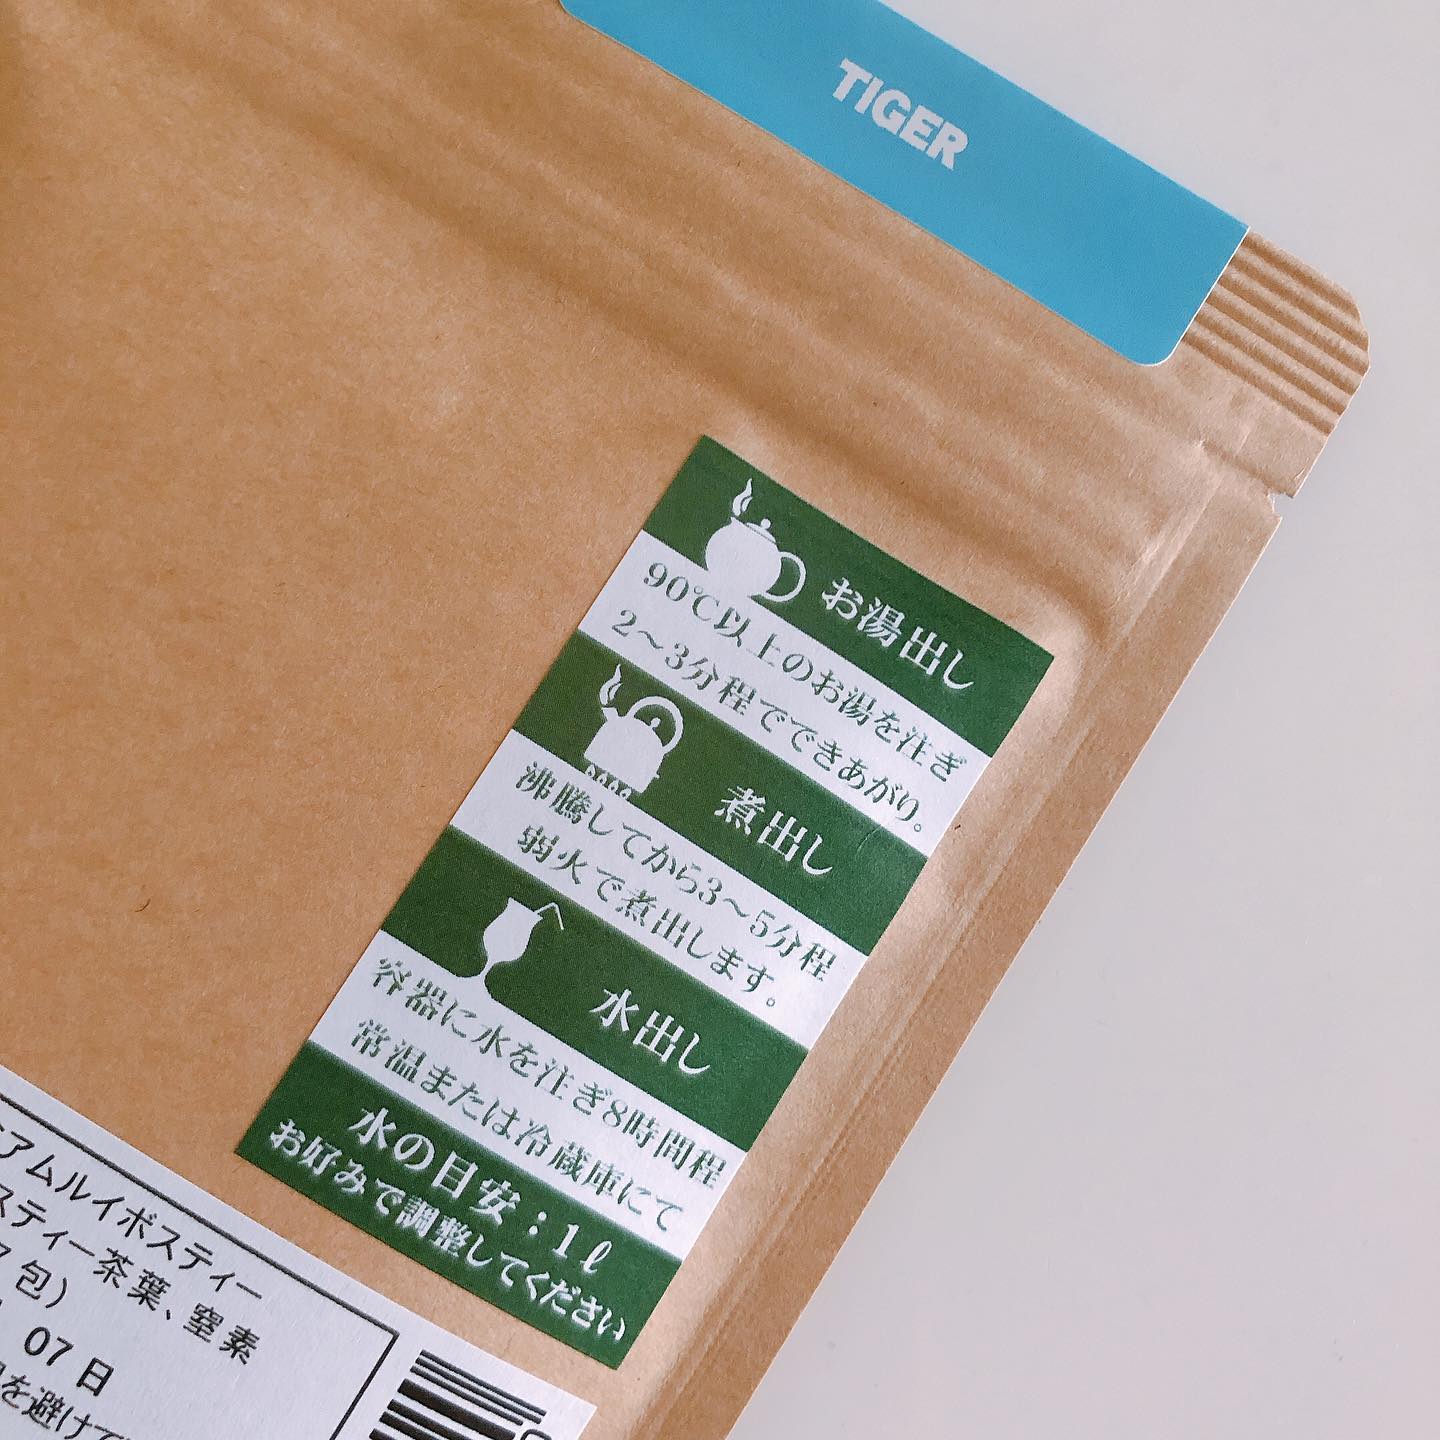 TIGER
お湯出し
90℃以上のお湯を注ぎ
2〜3分程でできあがり。
煮出し
沸騰してから3〜5分程
弱火で煮出します。
水出し
容器に水を注ぎ8時間程
常温または冷蔵庫にて
水の目安：1ℓ
お好みで調整してください
アムルイボスティー
スティー茶葉、窒素
包）
07 日
を避けて